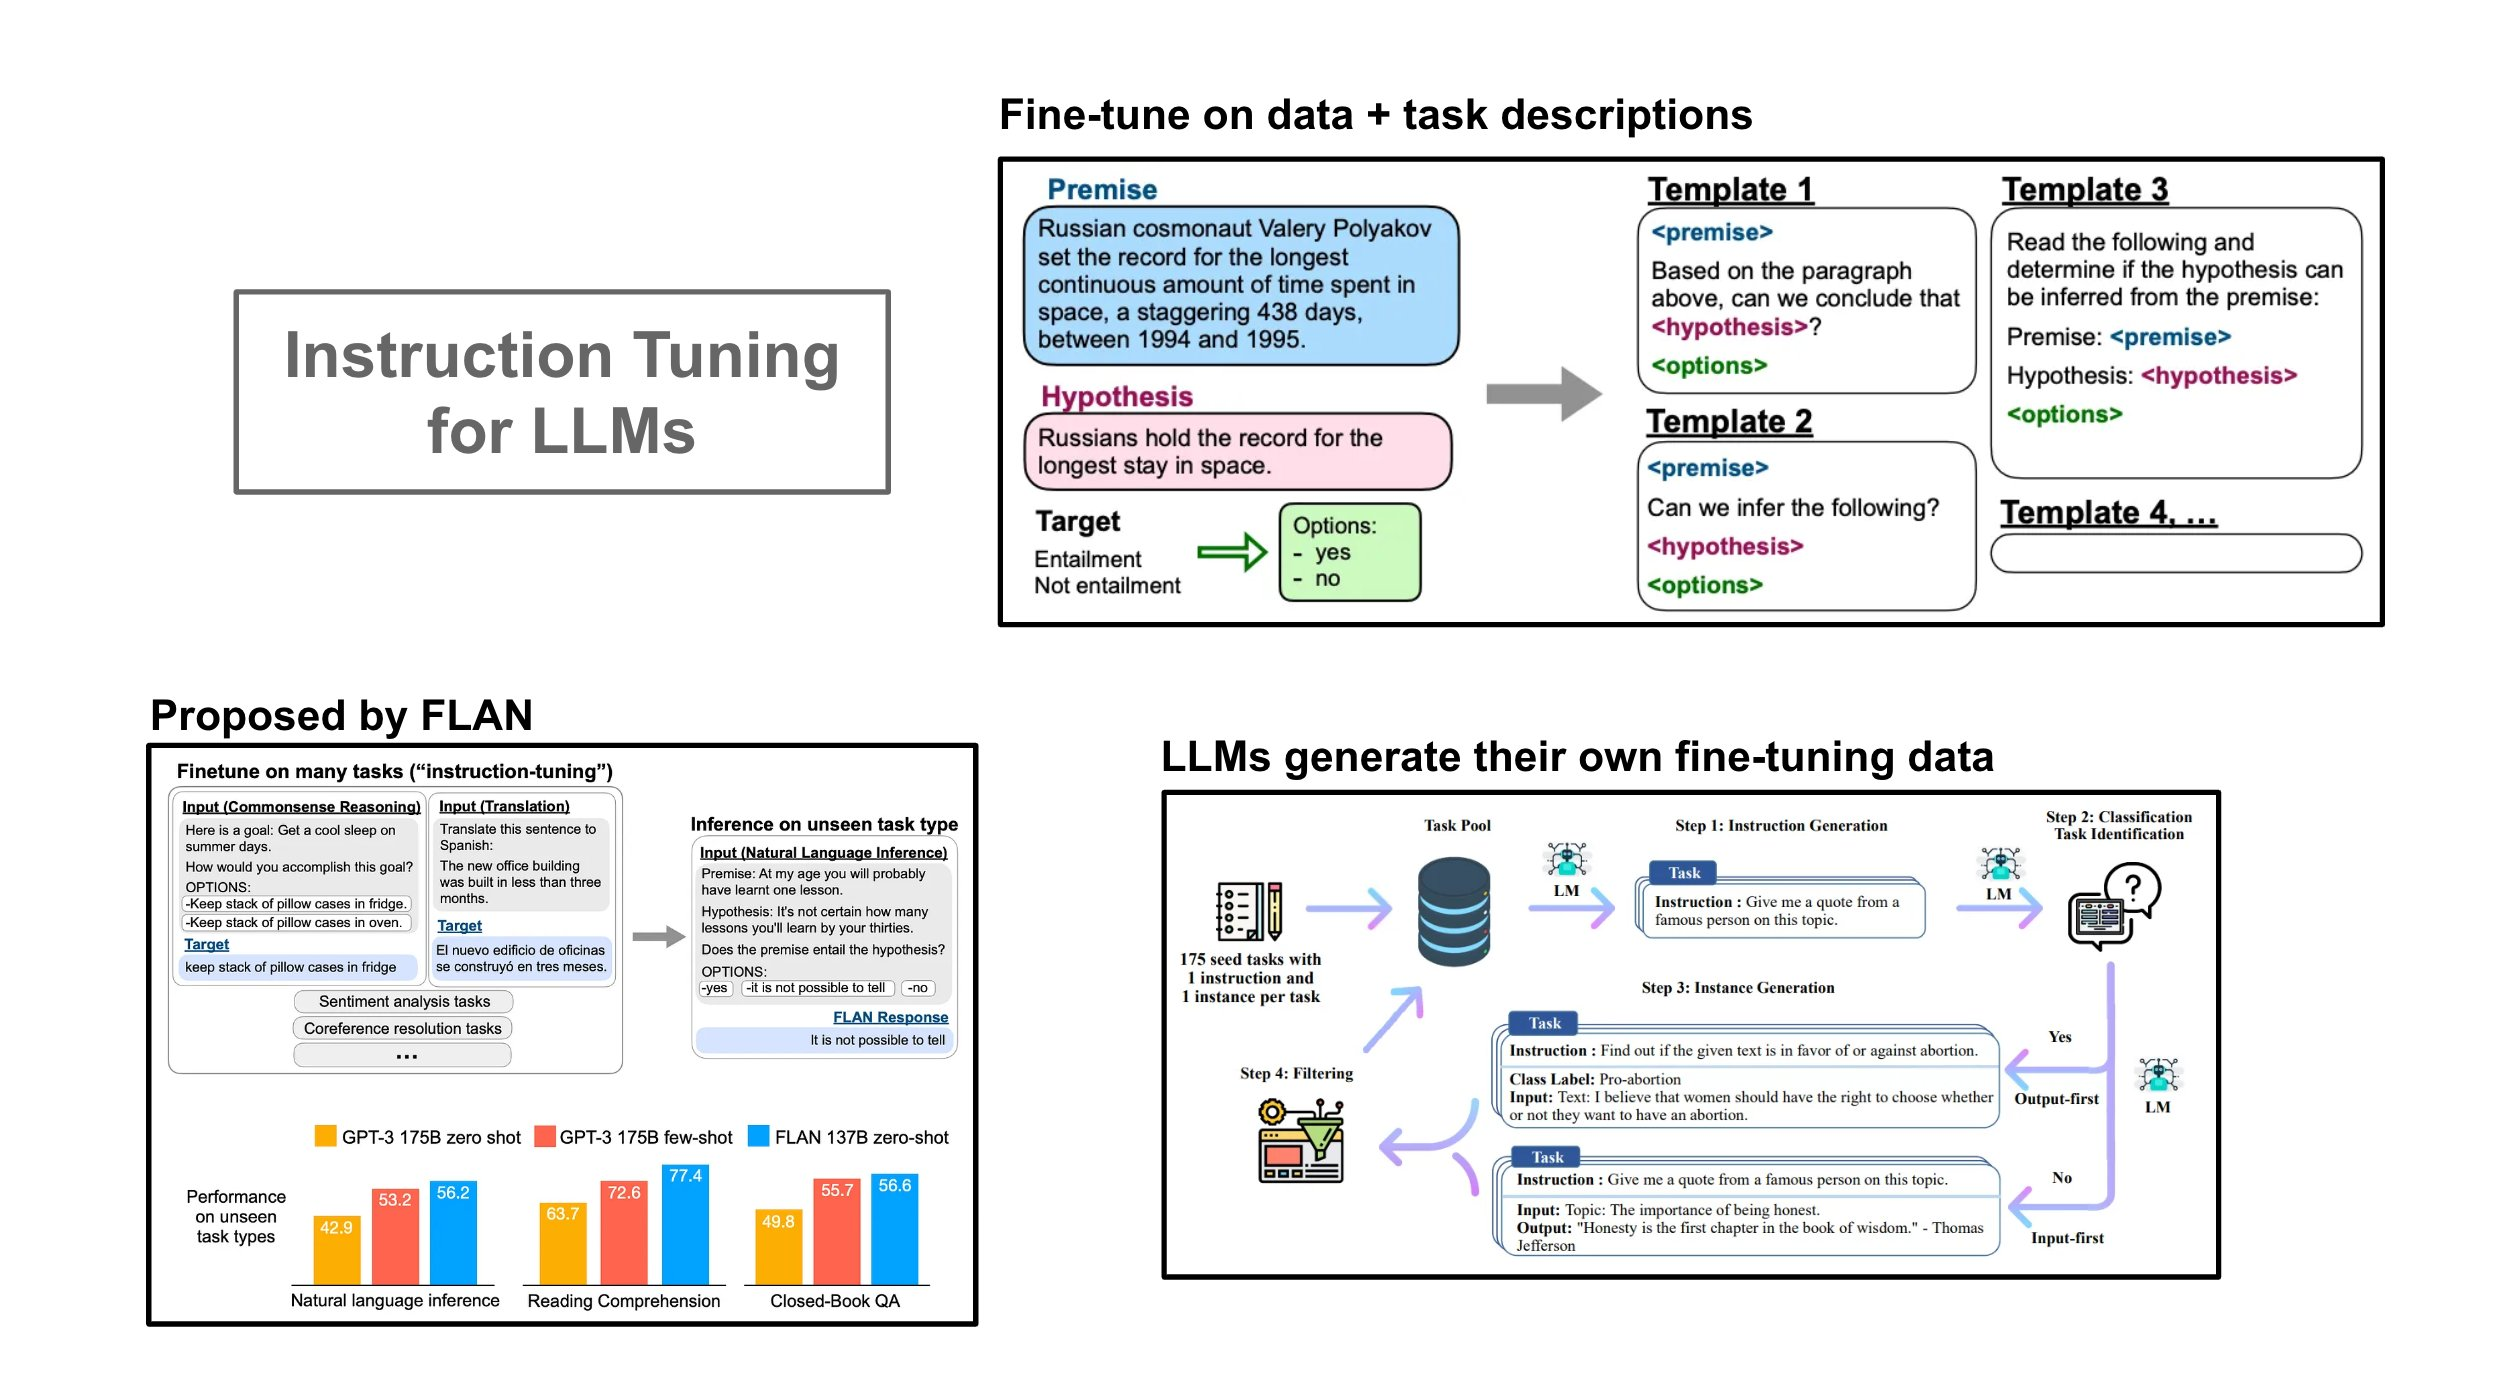 Instruction Tuning
for LLMs
Fine-tune on data + task descriptions
Premise
Russian cosmonaut Valery Polyakov
set the record for the longest
continuous amount of time spent in
space, a staggering 438 days,
between 1994 and 1995.
Hypothesis
Russians hold the record for the
longest stay in space.
Target
Entailment
Not entailment
Options:
- yes
- no
Template 1
<premise>
Based on the paragraph
above, can we conclude that
<hypothesis>?
<options>
Template 2
<premise>
Can we infer the following?
<hypothesis>
<options>
Template 3
Read the following and
determine if the hypothesis can
be inferred from the premise:
Premise: <premise>
Hypothesis: <hypothesis>
<options>
Template 4, ...
Proposed by FLAN
Finetune on many tasks (“instruction-tuning”)
Input (Commonsense Reasoning)
Here is a goal: Get a cool sleep on
summer days.
How would you accomplish this goal?
OPTIONS:
-Keep stack of pillow cases in fridge.
-Keep stack of pillow cases in oven.
Target
keep stack of pillow cases in fridge
Input (Translation)
Translate this sentence to
Spanish:
The new office building
was built in less than three
months.
Target
El nuevo edificio de oficinas
se construyó en tres meses.
Sentiment analysis tasks
Coreference resolution tasks
...
Inference on unseen task type
Input (Natural Language Inference)
Premise: At my age you will probably
have learnt one lesson.
Hypothesis: It's not certain how many
lessons you'll learn by your thirties.
Does the premise entail the hypothesis?
OPTIONS:
-yes -it is not possible to tell -no
FLAN Response
It is not possible to tell
GPT-3 175B zero shot GPT-3 175B few-shot FLAN 137B zero-shot
Performance
on unseen
task types
42.9 53.2 56.2
63.7 72.6 77.4
49.8 55.7 56.6
Natural language inference Reading Comprehension Closed-Book QA
LLMs generate their own fine-tuning data
175 seed tasks with
1 instruction and
1 instance per task
Task Pool
LM
Step 1: Instruction Generation
Task
Instruction : Give me a quote from a
famous person on this topic.
LM
Step 2: Classification
Task Identification
Step 3: Instance Generation
Task
Instruction : Find out if the given text is in favor of or against abortion.
Class Label: Pro-abortion
Input: Text: I believe that women should have the right to choose whether
or not they want to have an abortion.
Yes
Output-first
LM
Task
Instruction : Give me a quote from a famous person on this topic.
Input: Topic: The importance of being honest.
Output: "Honesty is the first chapter in the book of wisdom." - Thomas
Jefferson
No
Input-first
Step 4: Filtering